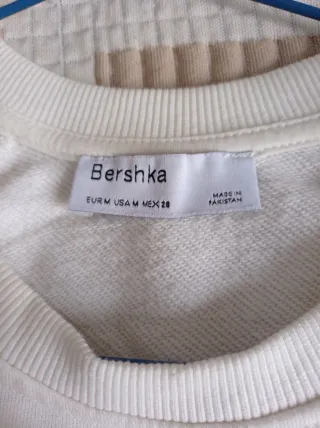 Bershka
EUR M USA M MEX 28
MADE IN
PAKISTAN